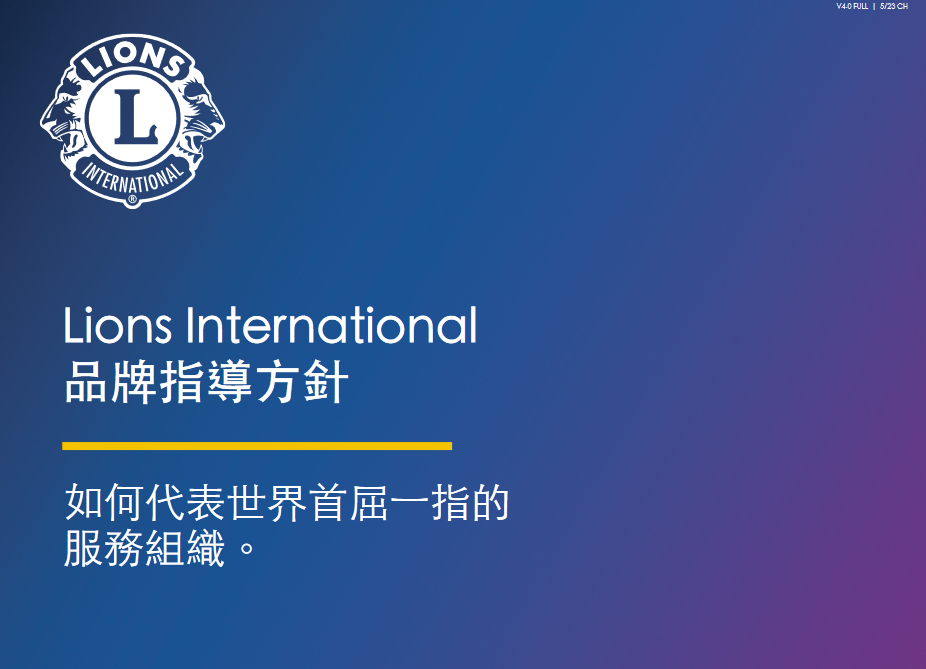 V4-0 FULL | 5/23 CH
LIONS
L
INTERNATIONAL
®
Lions International
品牌指導方針
如何代表世界首屈一指的
服務組織。